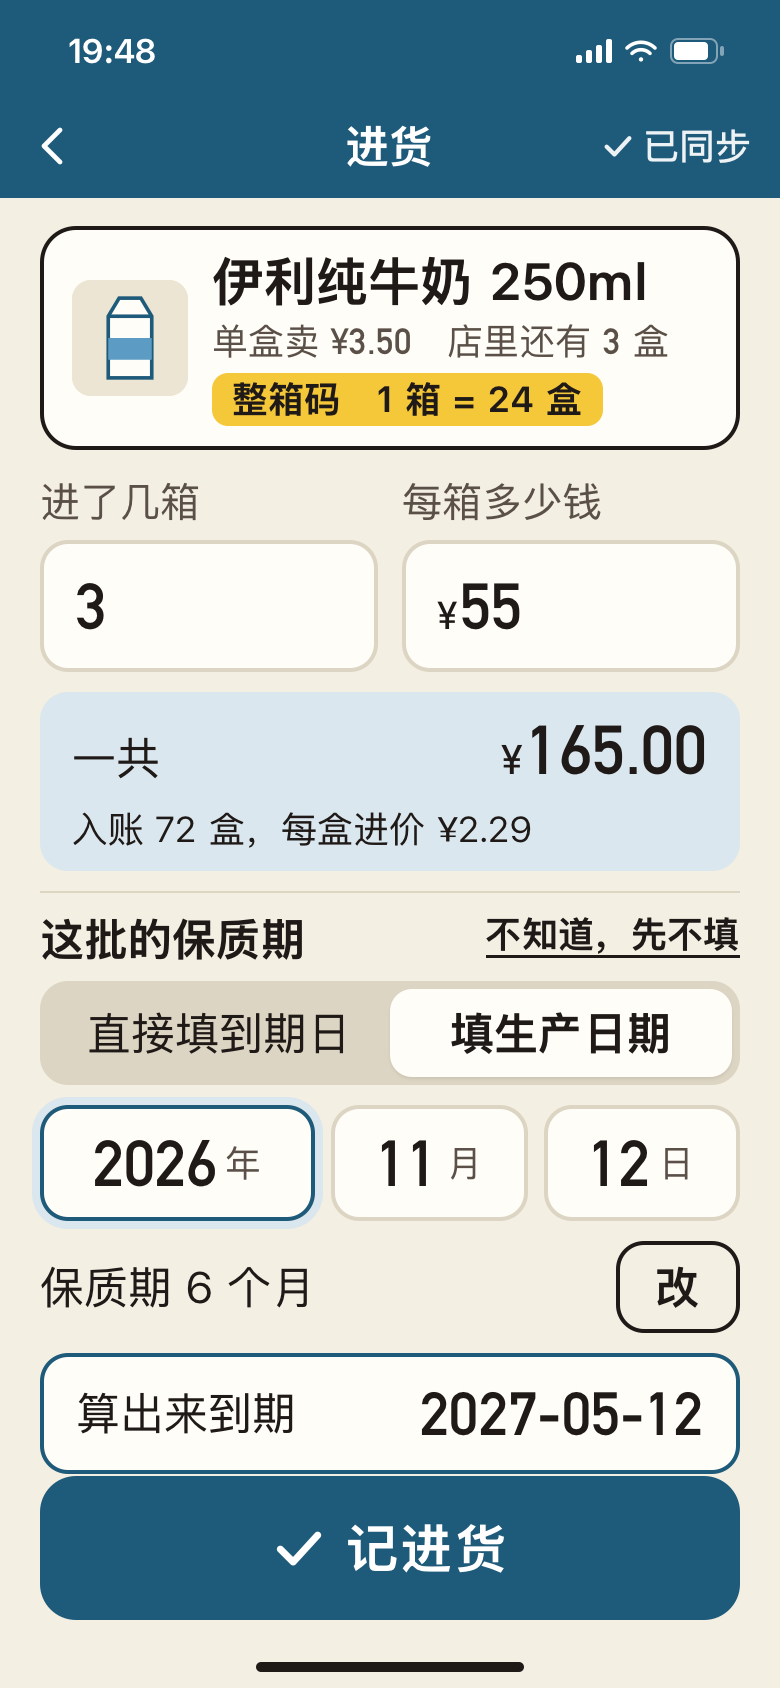 19:48
进货
已同步
伊利纯牛奶 250ml
单盒卖 ¥3.50 店里还有 3 盒
整箱码 1 箱 = 24 盒
进了几箱 每箱多少钱
3 ¥55
一共 ¥165.00
入账 72 盒，每盒进价 ¥2.29
这批的保质期 不知道，先不填
直接填到期日 填生产日期
2026 年 11 月 12 日
保质期 6 个月 改
算出来到期 2027-05-12
记进货